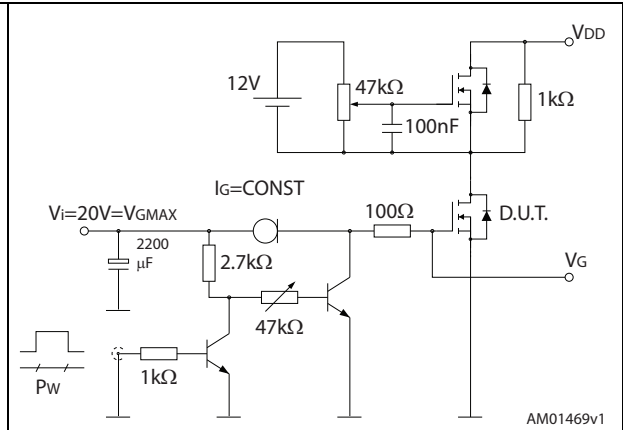 VDD
12V
47kΩ
1kΩ
100nF
IG=CONST
Vi=20V=VGMAX
100Ω
D.U.T.
2200
μF
2.7kΩ
VG
47kΩ
1kΩ
PW
AM01469v1